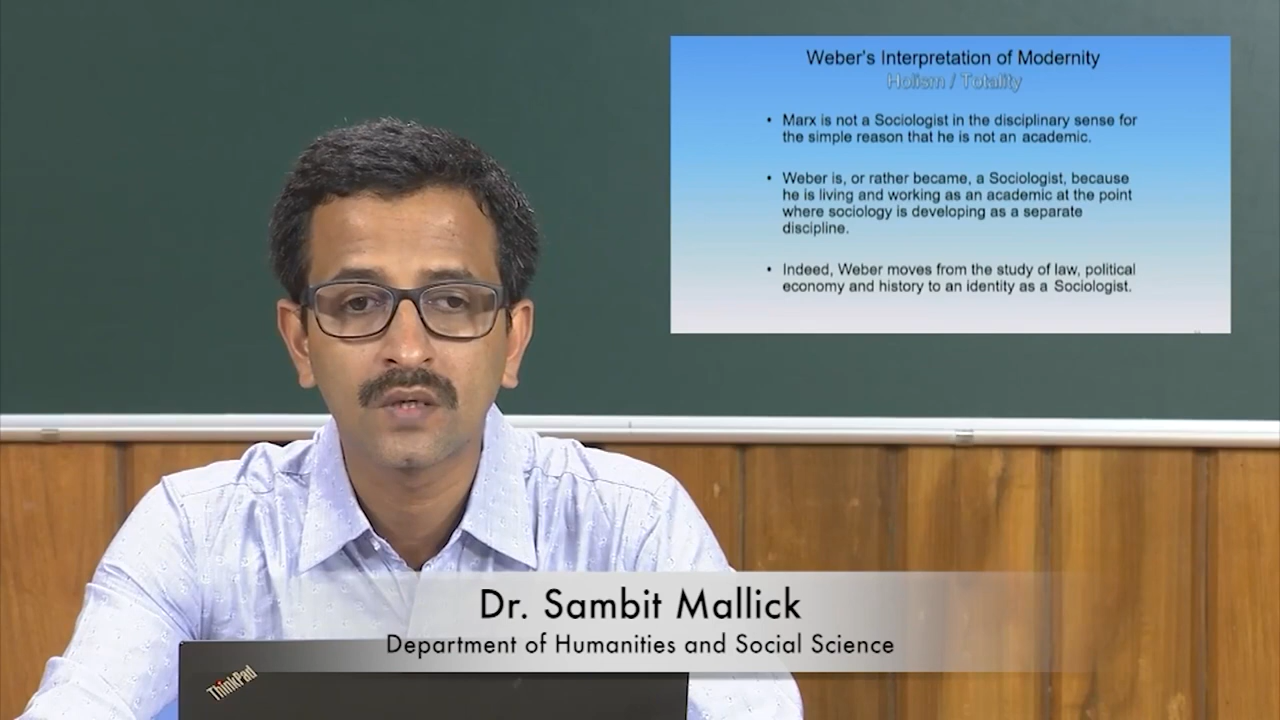 Weber's Interpretation of Modernity
Holism / Totality
• Marx is not a Sociologist in the disciplinary sense for
the simple reason that he is not an academic.
• Weber is, or rather became, a Sociologist, because
he is living and working as an academic at the point
where sociology is developing as a separate
discipline.
• Indeed, Weber moves from the study of law, political
economy and history to an identity as a Sociologist.
Dr. Sambit Mallick
Department of Humanities and Social Science
ThinkPad